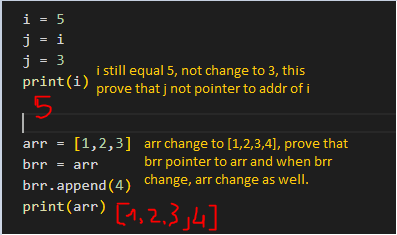 i = 5
j = i
j = 3
print(i)
i still equal 5, not change to 3, this
prove that j not pointer to addr of i
5
arr = [1,2,3]
brr = arr
brr.append(4)
print(arr)
arr change to [1,2,3,4], prove that
brr pointer to arr and when brr
change, arr change as well.
[1,2,3,4]